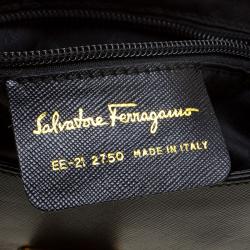 Salvatore Ferragamo
EE-21 2750 MADE IN ITALY